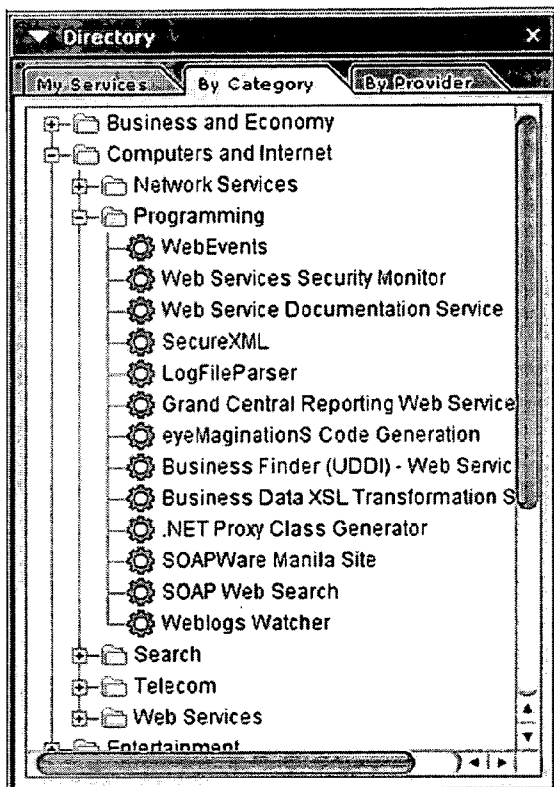 Directory
My Services By Category By Provider
Business and Economy
Computers and Internet
Network Services
Programming
WebEvents
Web Services Security Monitor
Web Service Documentation Service
SecureXML
LogFileParser
Grand Central Reporting Web Service
eyeMaginationS Code Generation
Business Finder (UDDI) - Web Servic
Business Data XSL Transformation S
.NET Proxy Class Generator
SOAPWare Manila Site
SOAP Web Search
Weblogs Watcher
Search
Telecom
Web Services
Entertainment